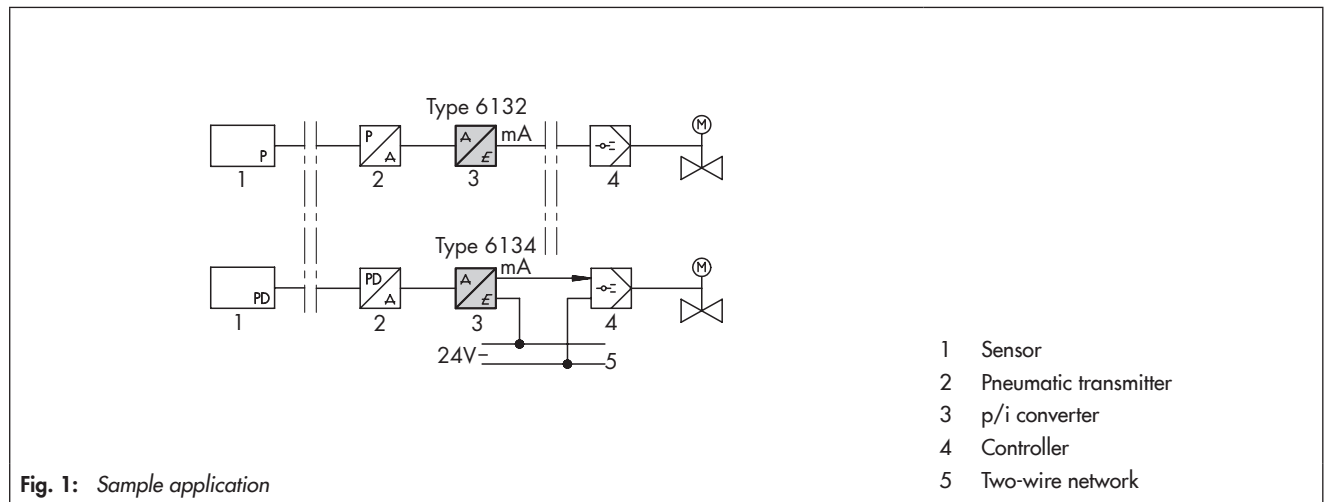 Type 6132
P
P
A
A
E
mA
M
1
2
3
4
Type 6134
mA
PD
PD
A
A
E
M
1
2
3
4
24V
5
1 Sensor
2 Pneumatic transmitter
3 p/i converter
4 Controller
5 Two-wire network
Fig. 1: Sample application